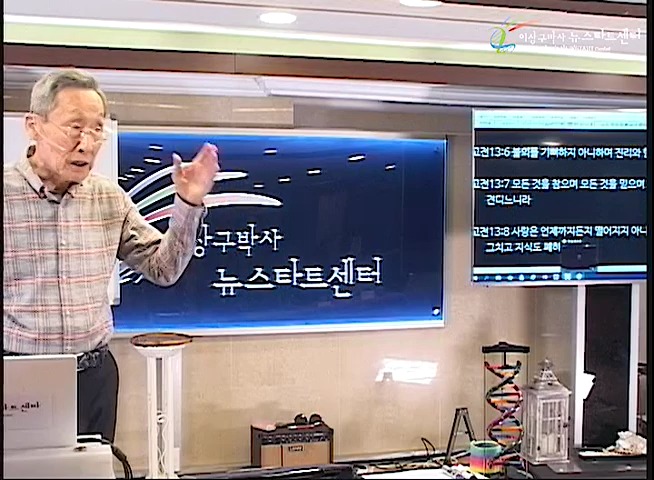 이상구박사 뉴스타트센터
고전13:6 불의를 기뻐하지 아니하며 진리와
고전13:7 모든 것을 참으며 모든 것을 믿으며
견디느니라
고전13:8 사랑은 언제까지든지 떨어지지 아니
그치고 지식도 폐하
상구박사
뉴스타트센터